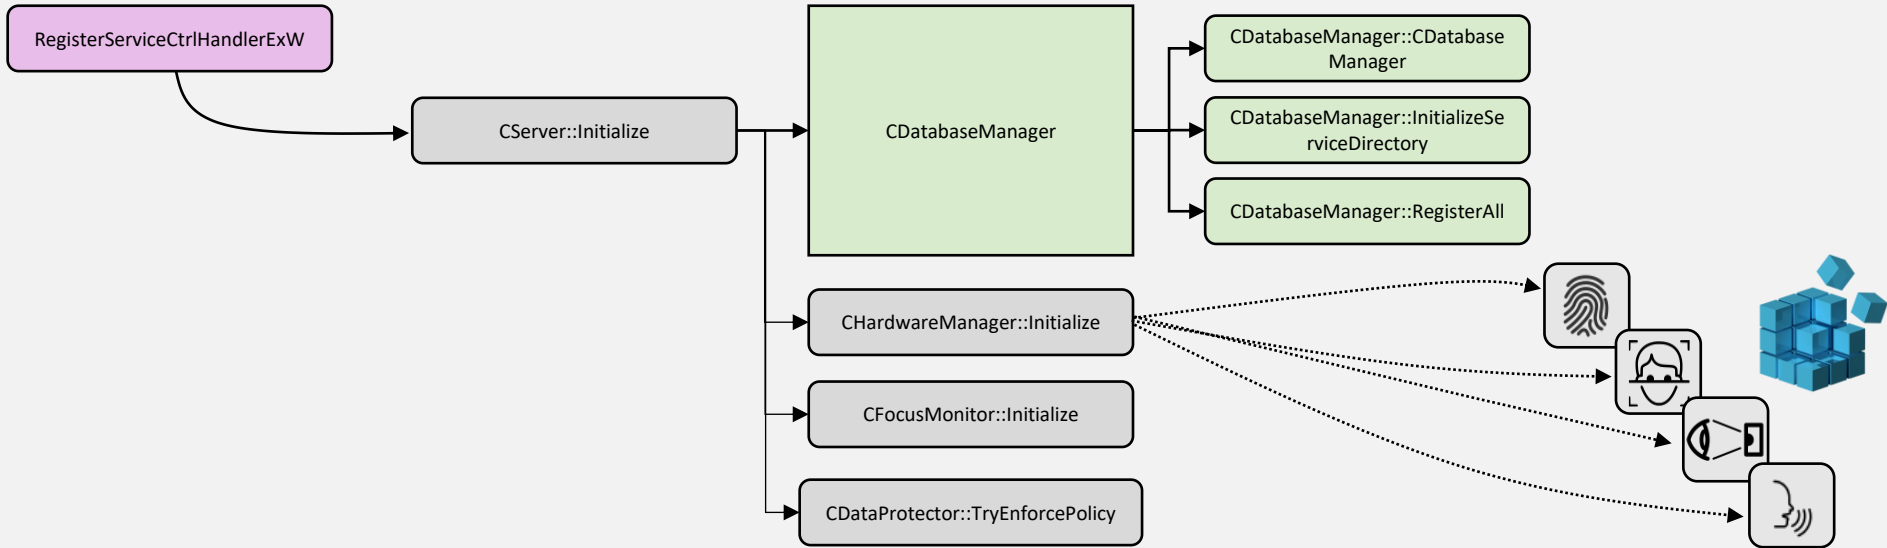 RegisterServiceCtrlHandlerExW
CServer::Initialize
CDatabaseManager
CDatabaseManager::CDatabase
Manager
CDatabaseManager::InitializeSe
rviceDirectory
CDatabaseManager::RegisterAll
CHardwareManager::Initialize
CFocusMonitor::Initialize
CDataProtector::TryEnforcePolicy